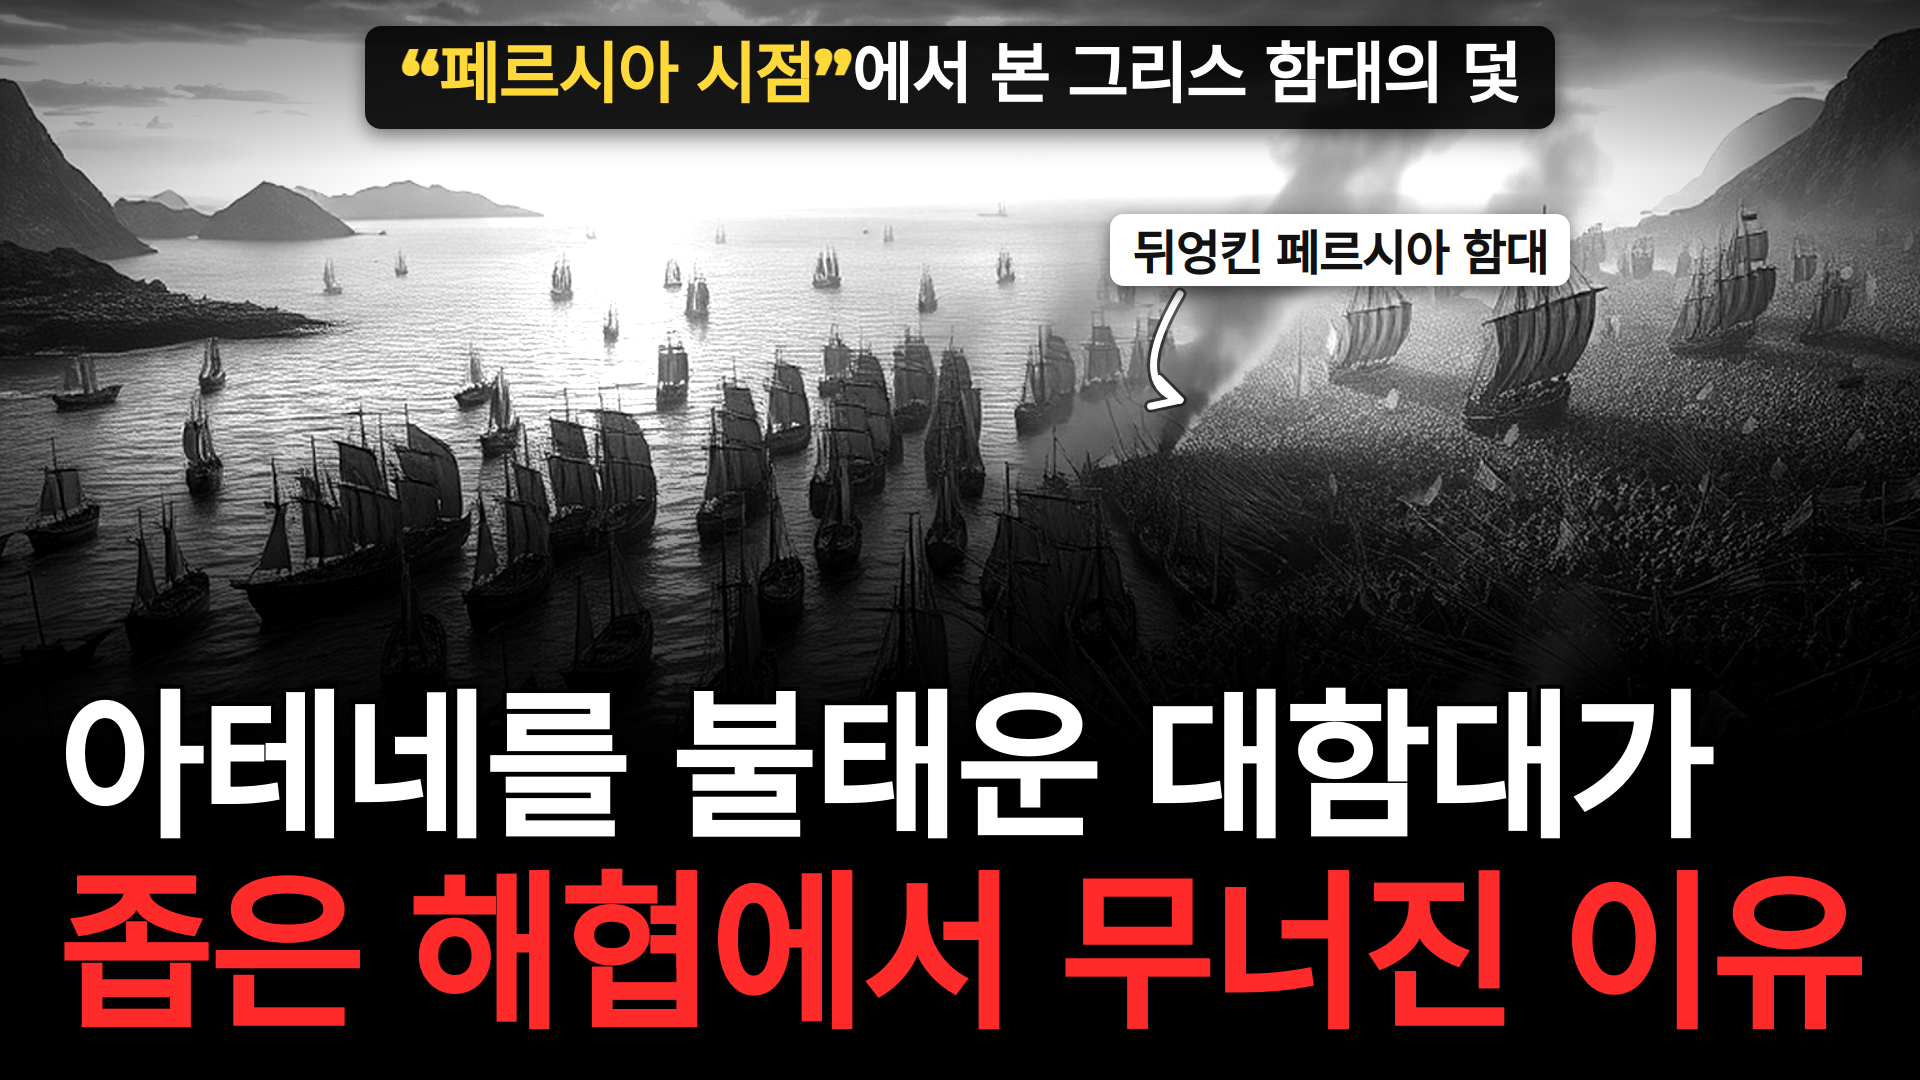 ❝페르시아 시점❞에서 본 그리스 함대의 덫
뒤엉킨 페르시아 함대
아테네를 불태운 대함대가
좁은 해협에서 무너진 이유